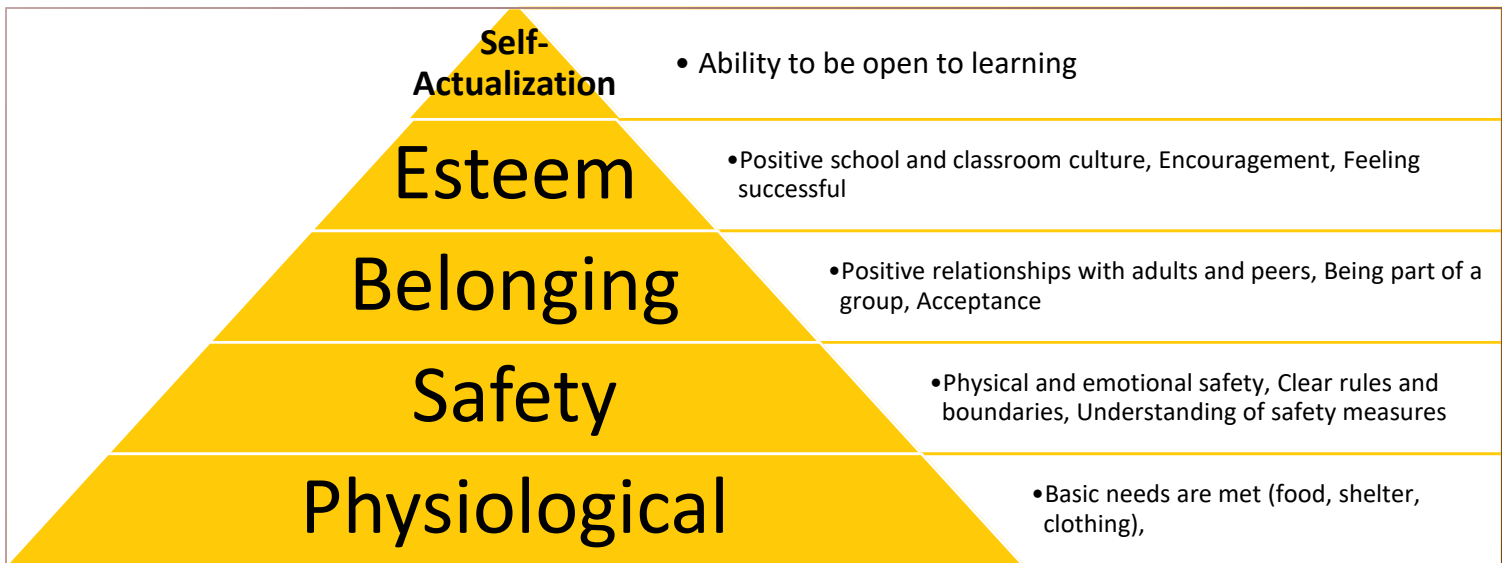 Self-
Actualization
• Ability to be open to learning
Esteem
•Positive school and classroom culture, Encouragement, Feeling
successful
Belonging
•Positive relationships with adults and peers, Being part of a
group, Acceptance
Safety
•Physical and emotional safety, Clear rules and
boundaries, Understanding of safety measures
Physiological
•Basic needs are met (food, shelter,
clothing),